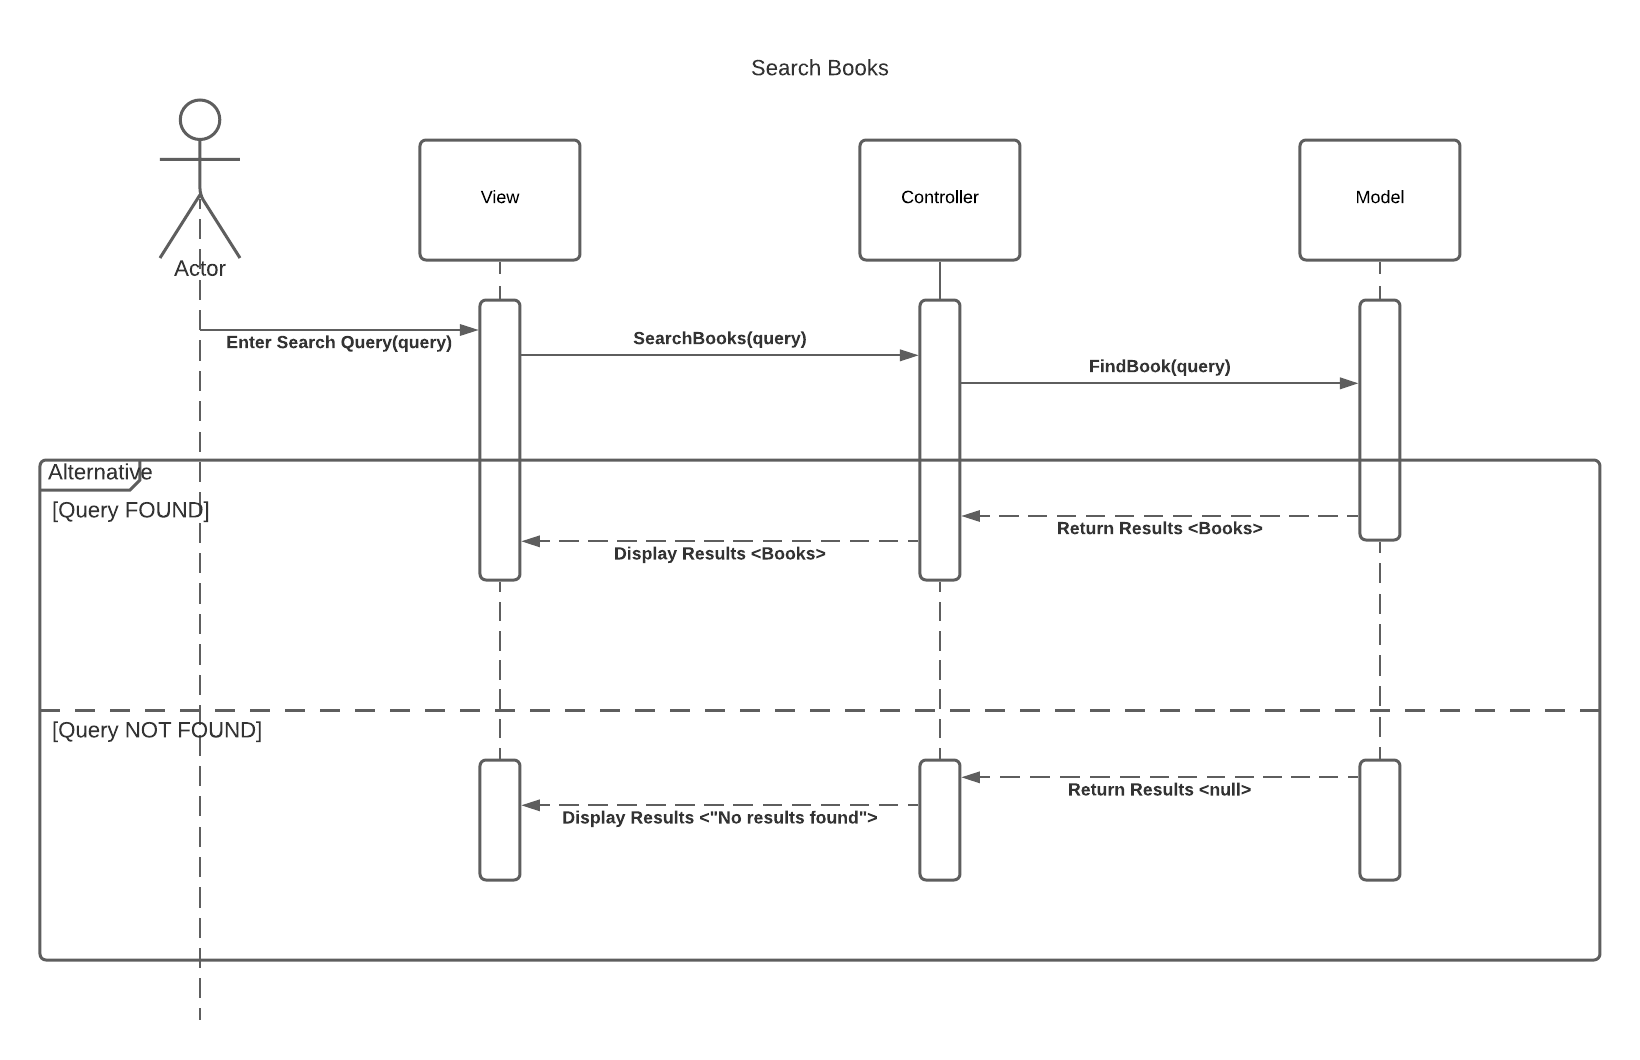 Search Books
Actor
View
Controller
Model
Enter Search Query(query)
SearchBooks(query)
FindBook(query)
Alternative
[Query FOUND]
Return Results <Books>
Display Results <Books>
[Query NOT FOUND]
Return Results <null>
Display Results <"No results found">